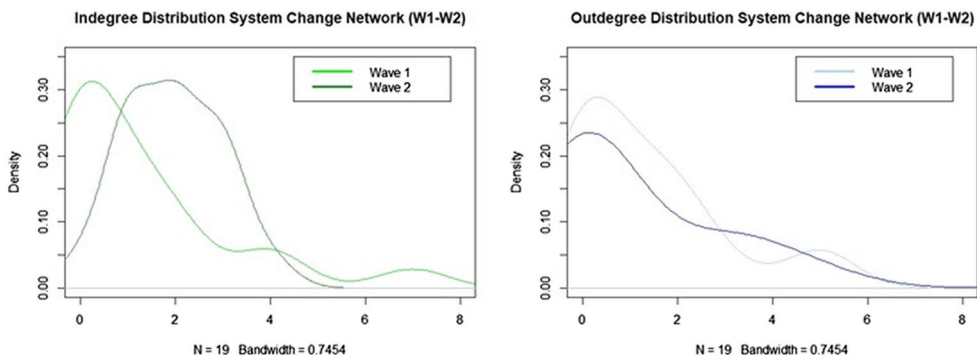 Indegree Distribution System Change Network (W1-W2)
Density
0.00 0.10 0.20 0.30
Wave 1
Wave 2
0 2 4 6 8
N = 19 Bandwidth = 0.7454
Outdegree Distribution System Change Network (W1-W2)
Density
0.00 0.10 0.20 0.30
Wave 1
Wave 2
0 2 4 6 8
N = 19 Bandwidth = 0.7454